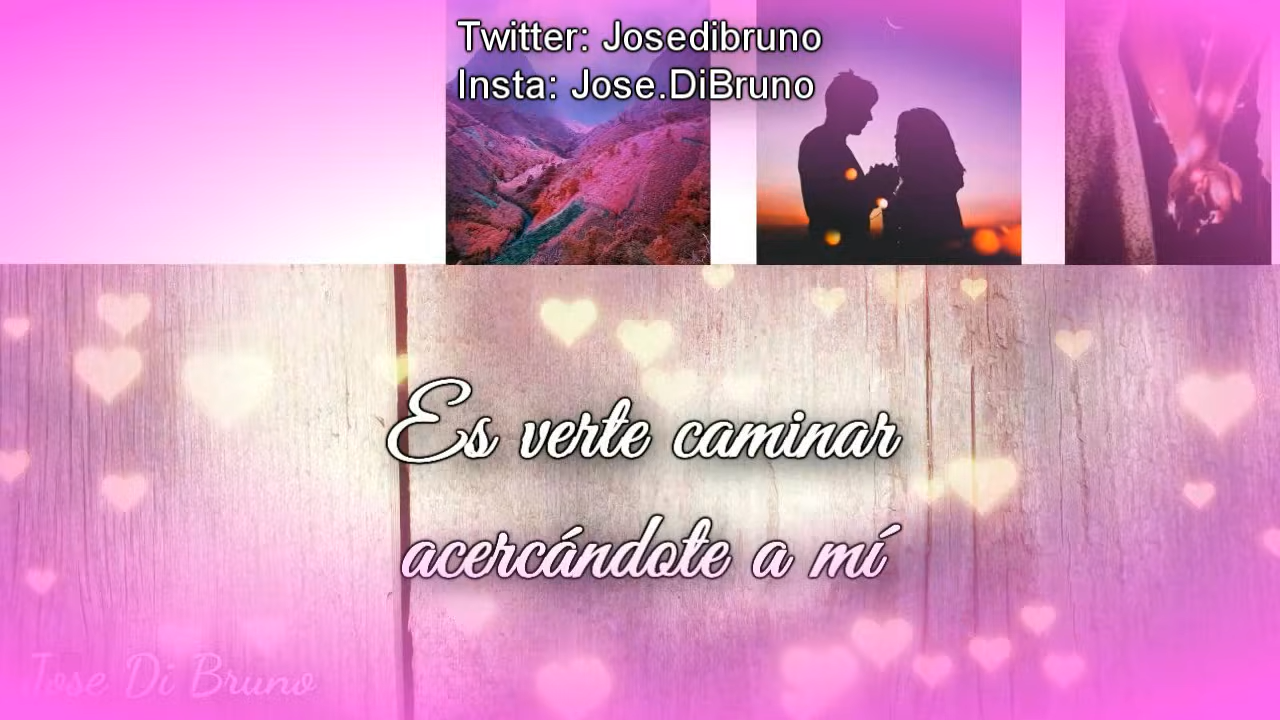 Twitter: Josedibruno
Insta: Jose.DiBruno
Es verte caminar
acercándote a mí
Jose Di Bruno